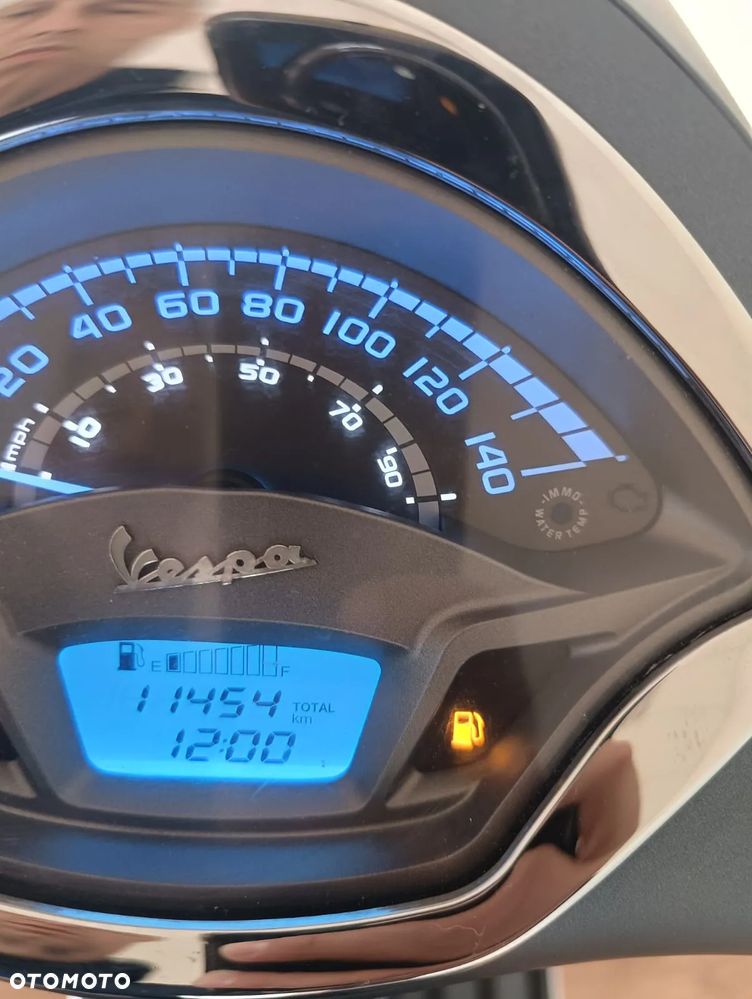 20 40 60 80 100 120 140
mph 10 30 50 70 90
·IMMO·
WATER TEMP
Vespa
E F
11454 TOTAL km
12:00
OTOMOTO